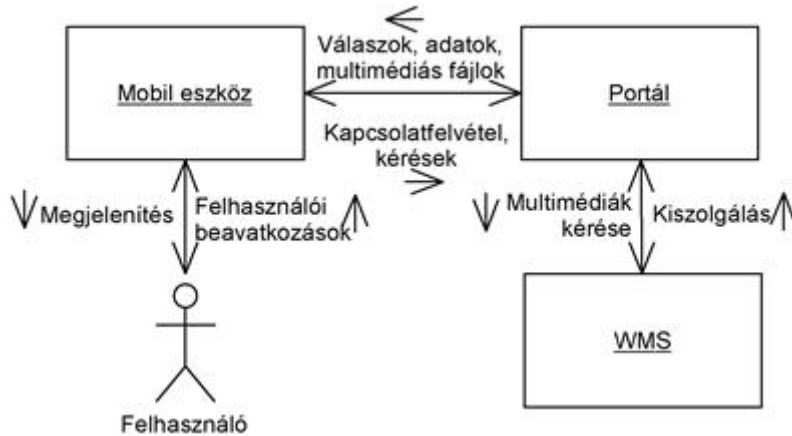 Válaszok, adatok,
multimédiás fájlok
Mobil eszköz
Portál
Kapcsolatfelvétel,
kérések
Megjelenítés
Felhasználói
beavatkozások
Multimédiák
kérése
Kiszolgálás
WMS
Felhasználó